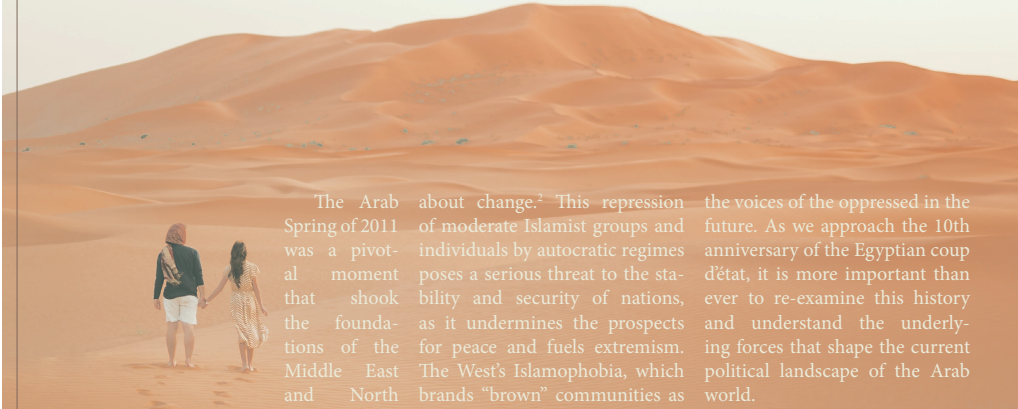 The Arab
Spring of 2011
was a pivot-
al moment
that shook
the founda-
tions of the
Middle East
and North
about change.² This repression
of moderate Islamist groups and
individuals by autocratic regimes
poses a serious threat to the sta-
bility and security of nations,
as it undermines the prospects
for peace and fuels extremism.
The West’s Islamophobia, which
brands “brown” communities as
the voices of the oppressed in the
future. As we approach the 10th
anniversary of the Egyptian coup
d’état, it is more important than
ever to re-examine this history
and understand the underly-
ing forces that shape the current
political landscape of the Arab
world.